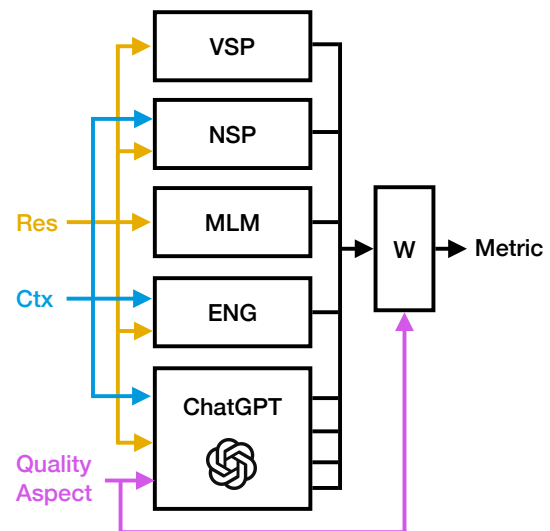 VSP
NSP
Res
MLM
W
Metric
Ctx
ENG
ChatGPT
Quality
Aspect